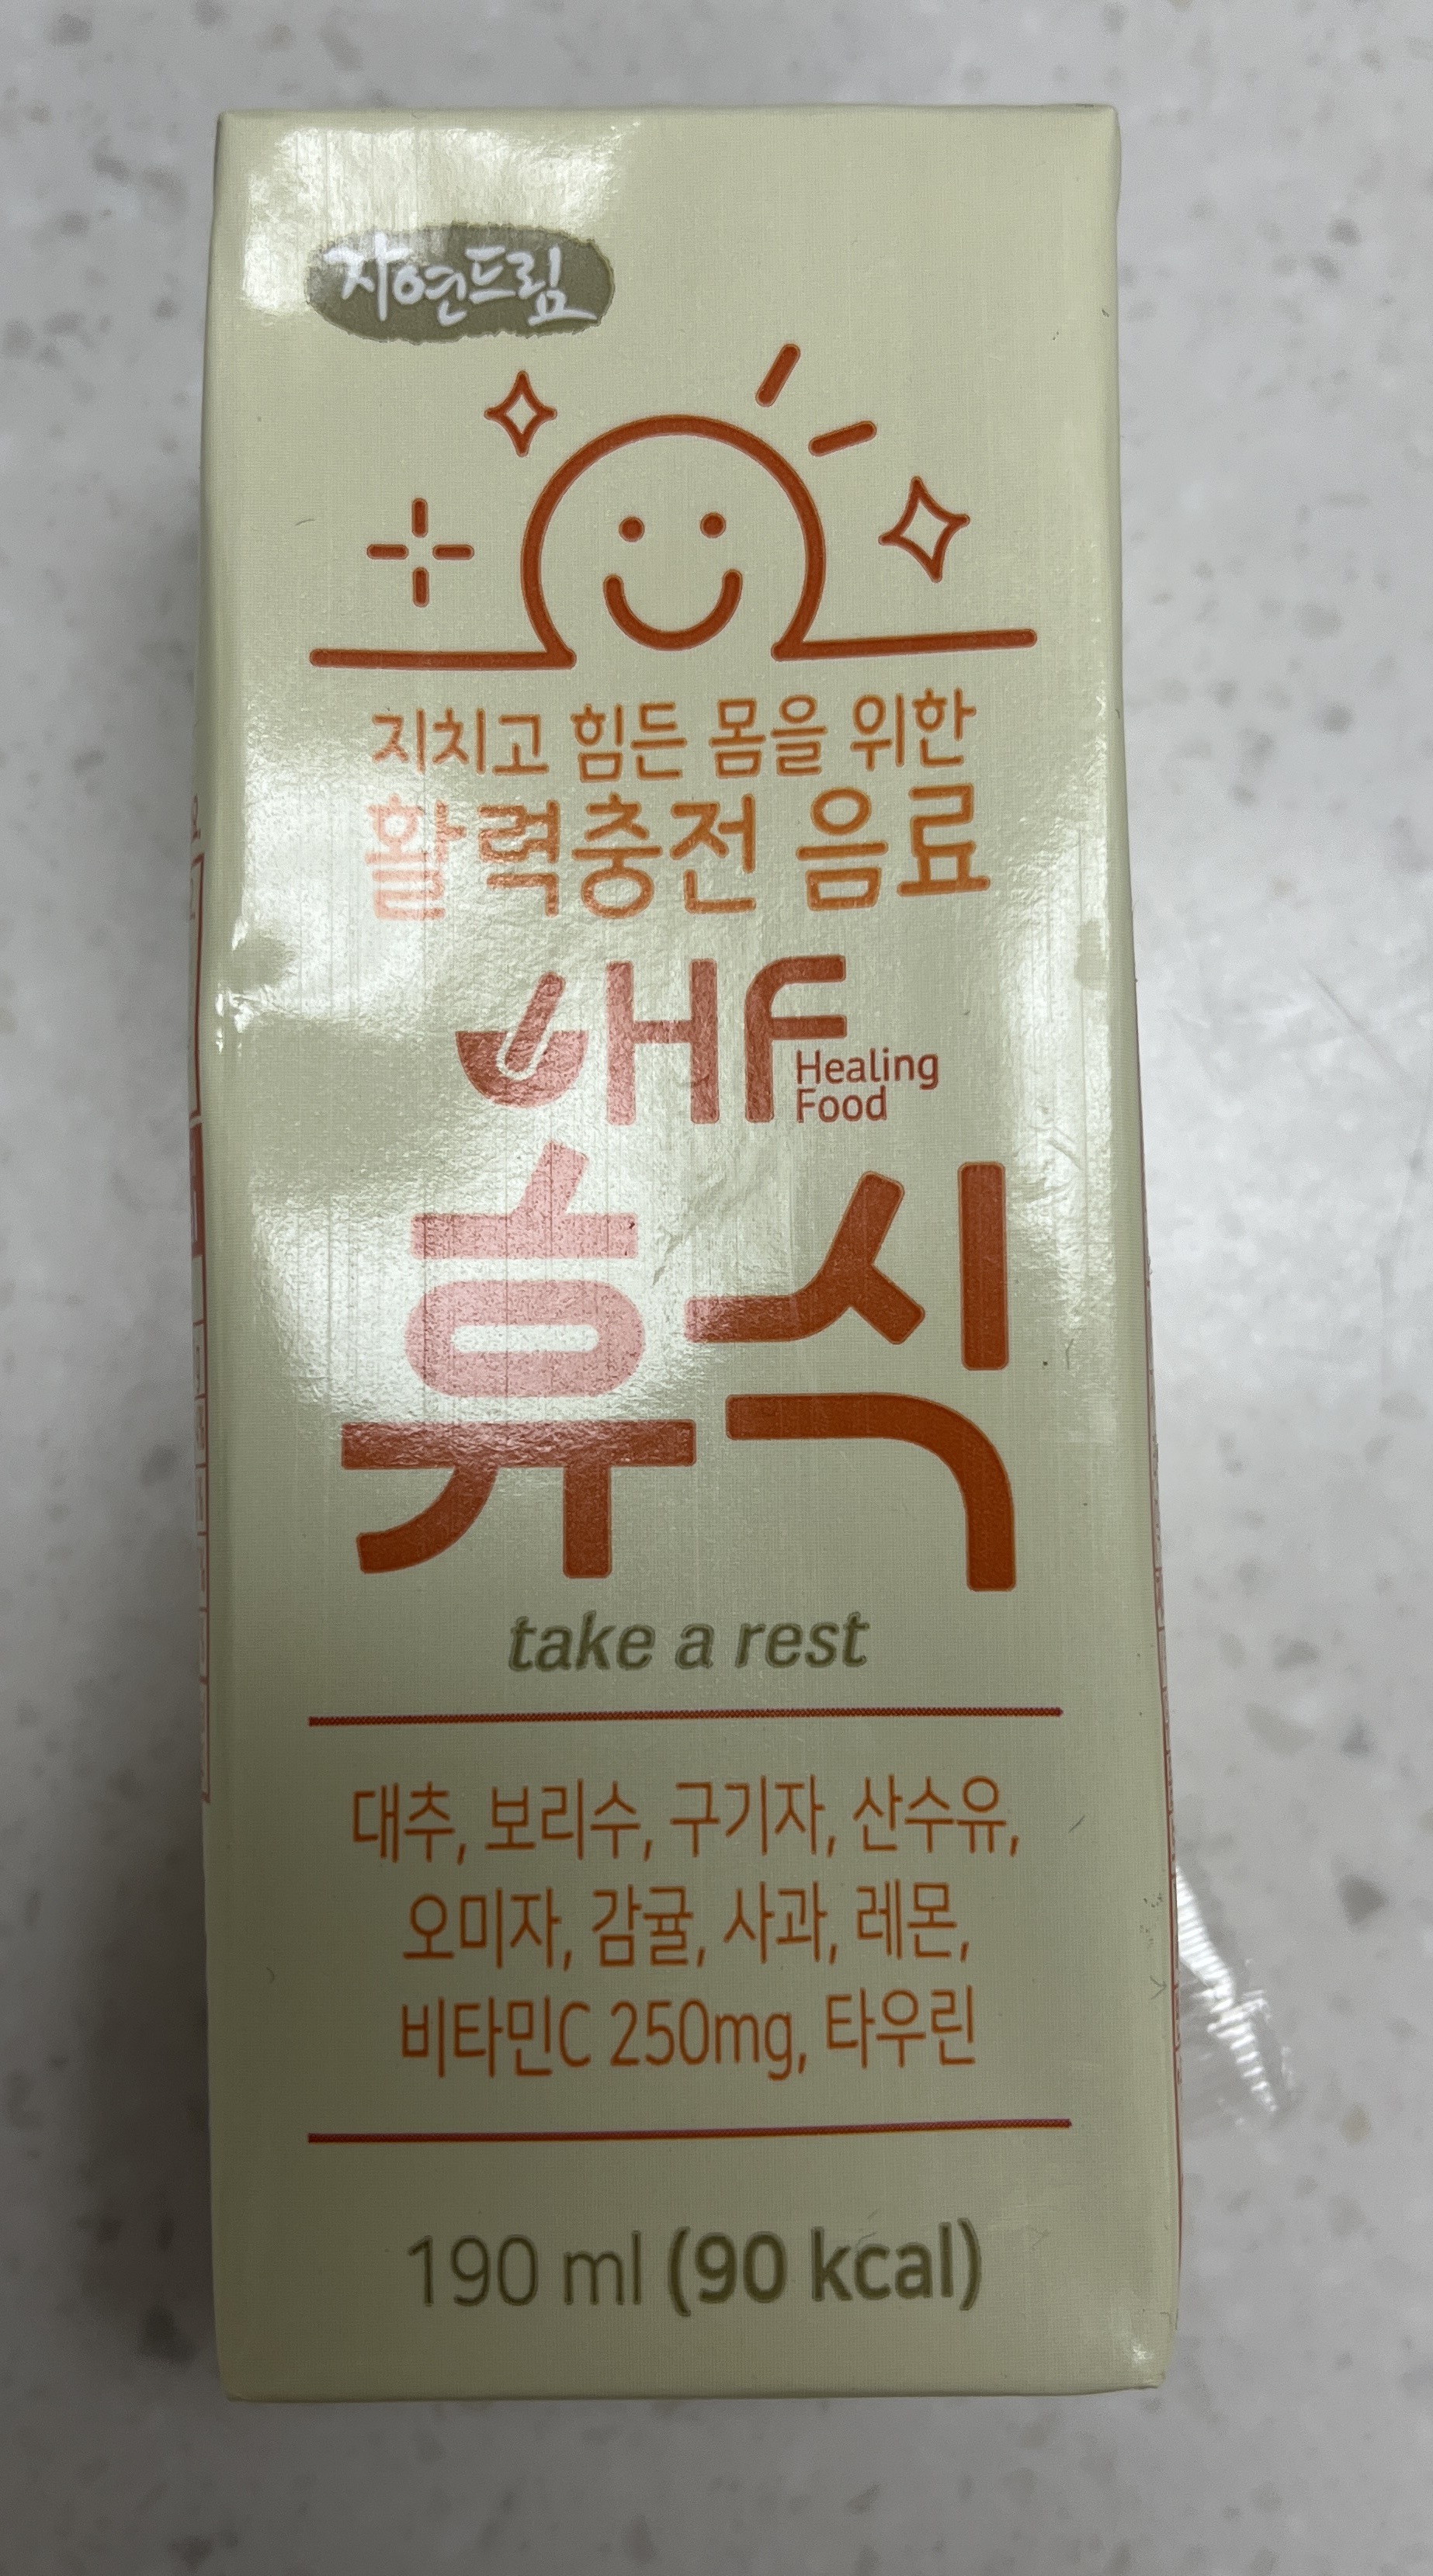 자연드림
지치고 힘든 몸을 위한
활력충전 음료
HF
Healing
Food
휴식
take a rest
대추, 보리수, 구기자, 산수유,
오미자, 감귤, 사과, 레몬,
비타민C 250mg, 타우린
190 ml (90 kcal)